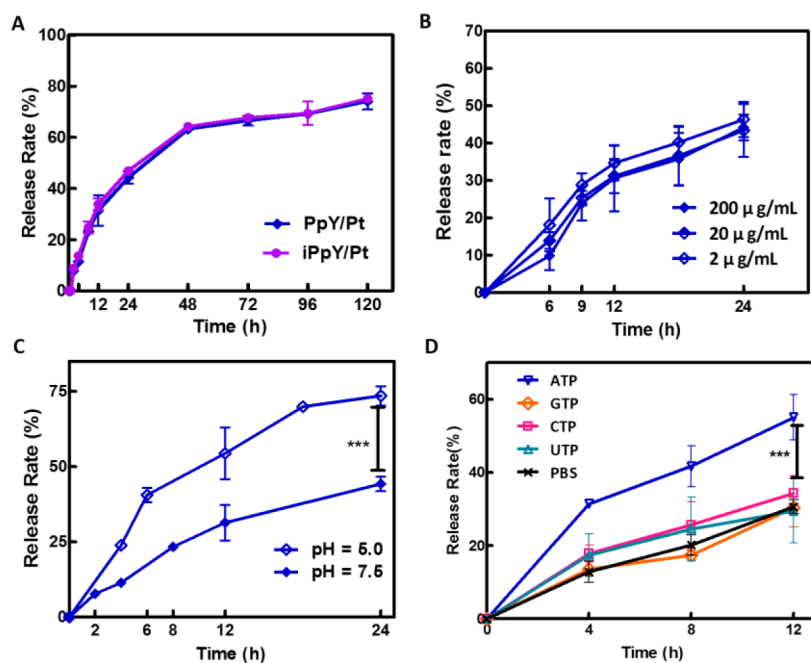 A
100
80
60
40
20
0
Release Rate (%)
12 24 48 72 96 120
Time (h)
PpY/Pt
iPpY/Pt
B
70
60
50
40
30
20
10
0
Release rate (%)
6 9 12 24
Time (h)
200 µ g/mL
20 µ g/mL
2 µ g/mL
C
75
50
25
0
Release Rate (%)
2 6 8 12 24
Time (h)
***
pH = 5.0
pH = 7.5
D
60
40
20
0
Release Rate(%)
0 4 8 12
Time (h)
ATP
GTP
CTP
UTP
PBS
***